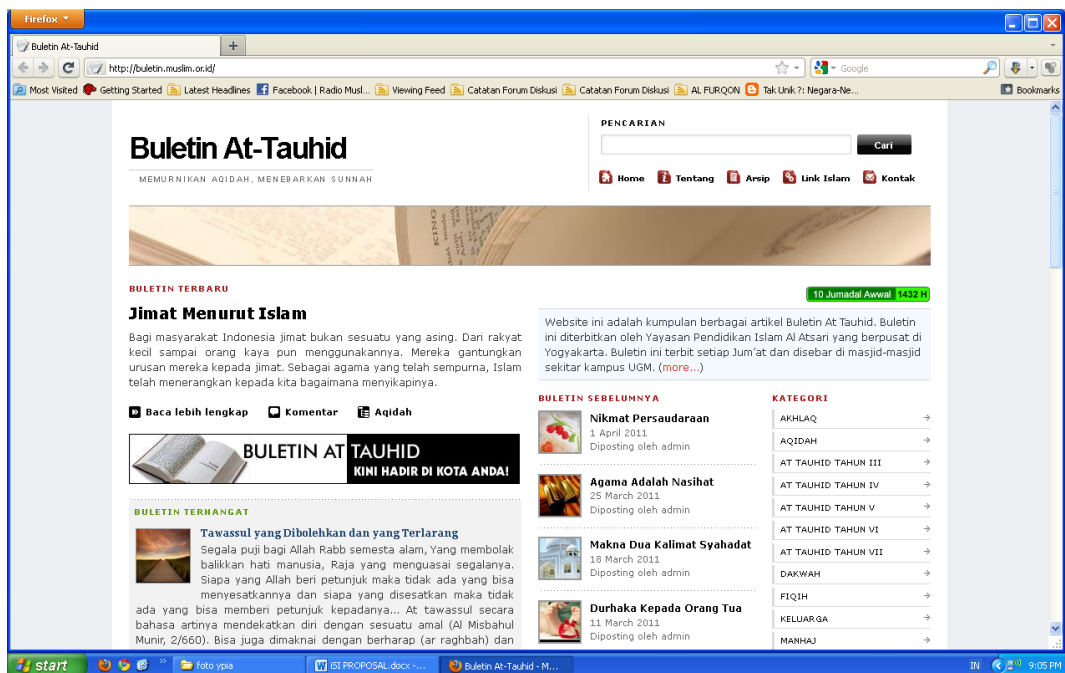 Firefox
Buletin At-Tauhid
http://buletin.muslim.or.id/
Google
Most Visited Getting Started Latest Headlines Facebook | Radio Musl... Viewing Feed Catatan Forum Diskusi Catatan Forum Diskusi AL FURQON Tak Unik ?: Negara-Ne... Bookmarks
Buletin At-Tauhid
MEMURNIKAN AQIDAH, MENEBARKAN SUNNAH
PENCARIAN
Cari
Home Tentang Arsip Link Islam Kontak
KING
BULETIN TERBARU
Jimat Menurut Islam
Bagi masyarakat Indonesia jimat bukan sesuatu yang asing. Dari rakyat
kecil sampai orang kaya pun menggunakannya. Mereka gantungkan
urusan mereka kepada jimat. Sebagai agama yang telah sempurna, Islam
telah menerangkan kepada kita bagaimana menyikapinya.
Baca lebih lengkap Komentar Aqidah
BULETIN AT TAUHID
KINI HADIR DI KOTA ANDA!
BULETIN TERHANGAT
Tawassul yang Dibolehkan dan yang Terlarang
Segala puji bagi Allah Rabb semesta alam, Yang membolak
balikkan hati manusia, Raja yang menguasai segalanya.
Siapa yang Allah beri petunjuk maka tidak ada yang bisa
menyesatkannya dan siapa yang disesatkan maka tidak
ada yang bisa memberi petunjuk kepadanya... At tawassul secara
bahasa artinya mendekatkan diri dengan sesuatu amal (Al Misbahul
Munir, 2/660). Bisa juga dimaknai dengan berharap (ar raghbah) dan
10 Jumadal Awwal 1432 H
Website ini adalah kumpulan berbagai artikel Buletin At Tauhid. Buletin
ini diterbitkan oleh Yayasan Pendidikan Islam Al Atsari yang berpusat di
Yogyakarta. Buletin ini terbit setiap Jum'at dan disebar di masjid-masjid
sekitar kampus UGM. (more...)
BULETIN SEBELUMNYA
Nikmat Persaudaraan
1 April 2011
Diposting oleh admin
Agama Adalah Nasihat
25 March 2011
Diposting oleh admin
Makna Dua Kalimat Syahadat
18 March 2011
Diposting oleh admin
Durhaka Kepada Orang Tua
11 March 2011
Diposting oleh admin
KATEGORI
AKHLAQ
AQIDAH
AT TAUHID TAHUN III
AT TAUHID TAHUN IV
AT TAUHID TAHUN V
AT TAUHID TAHUN VI
AT TAUHID TAHUN VII
DAKWAH
FIQIH
KELUARGA
MANHAJ
start foto ypia iSI PROPOSAL.docx -... Buletin At-Tauhid - M... IN 9:05 PM